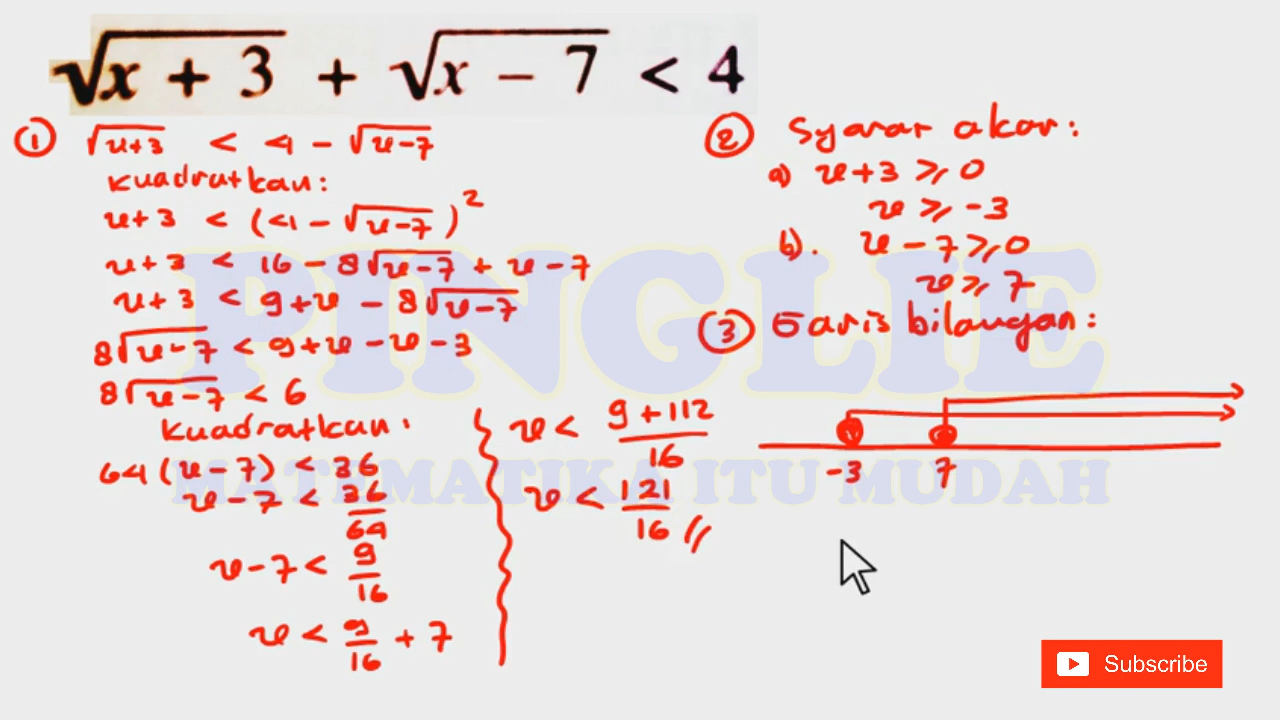 √(x + 3) + √(x − 7) < 4
① √(x+3) < 4 − √(x−7)
kuadratkan:
x+3 < (4 − √(x−7))²
x+3 < 16 − 8√(x−7) + x − 7
x+3 < 9+x − 8√(x−7)
8√(x−7) < 9+x − x − 3
8√(x−7) < 6
kuadratkan:
64(x−7) < 36
x−7 < 36/64
x−7 < 9/16
x < 9/16 + 7
x < (9+112)/16
x < 121/16 //
② Syarat akar:
a) x+3 ⩾ 0
x ⩾ −3
b). x − 7 ⩾ 0
x ⩾ 7
③ Garis bilangan:
-3 7
PINGLIE
MATEMATIKA ITU MUDAH
Subscribe